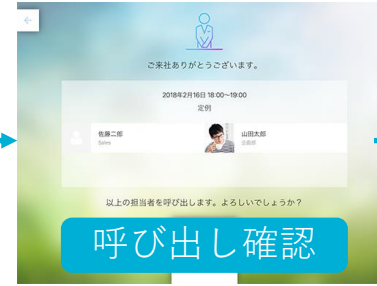 ご来社ありがとうございます。
2018年2月16日 18:00~19:00
定例
佐藤二郎
Sales
山田太郎
企画部
以上の担当者を呼び出します。よろしいでしょうか?
呼び出し確認